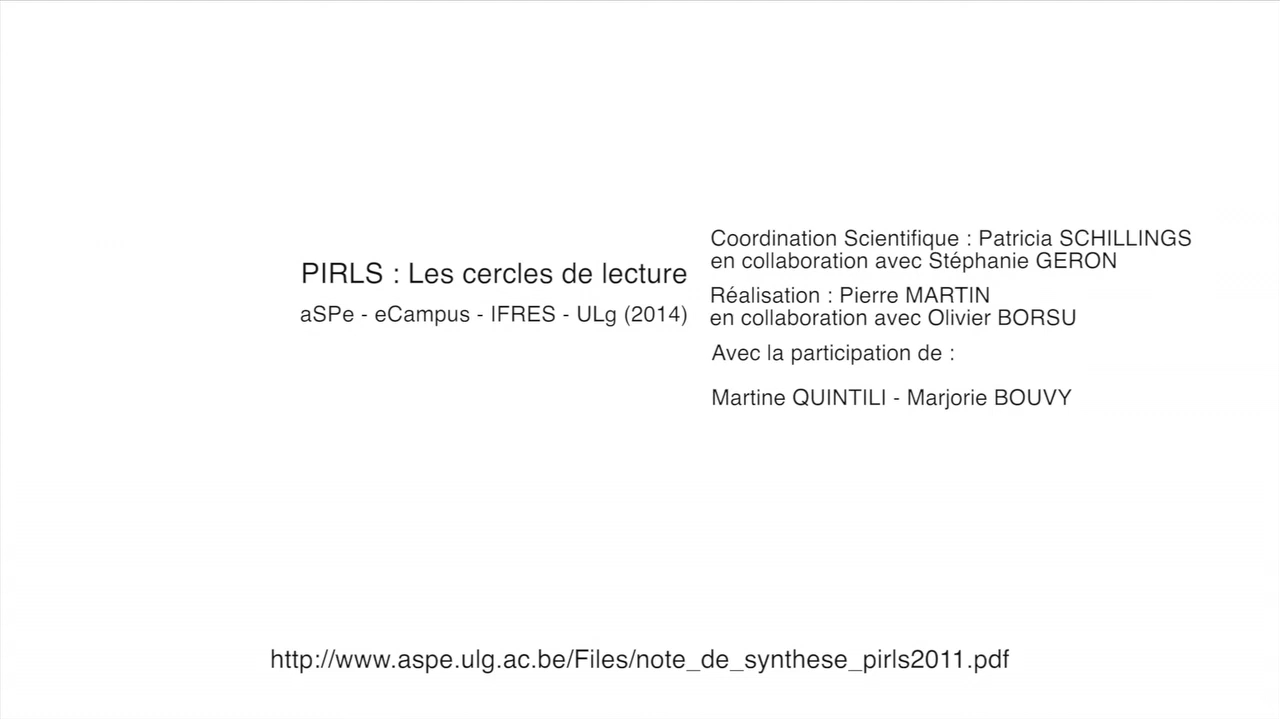 PIRLS : Les cercles de lecture
aSPe - eCampus - IFRES - ULg (2014)
Coordination Scientifique : Patricia SCHILLINGS
en collaboration avec Stéphanie GERON
Réalisation : Pierre MARTIN
en collaboration avec Olivier BORSU
Avec la participation de :
Martine QUINTILI - Marjorie BOUVY
http://www.aspe.ulg.ac.be/Files/note_de_synthese_pirls2011.pdf